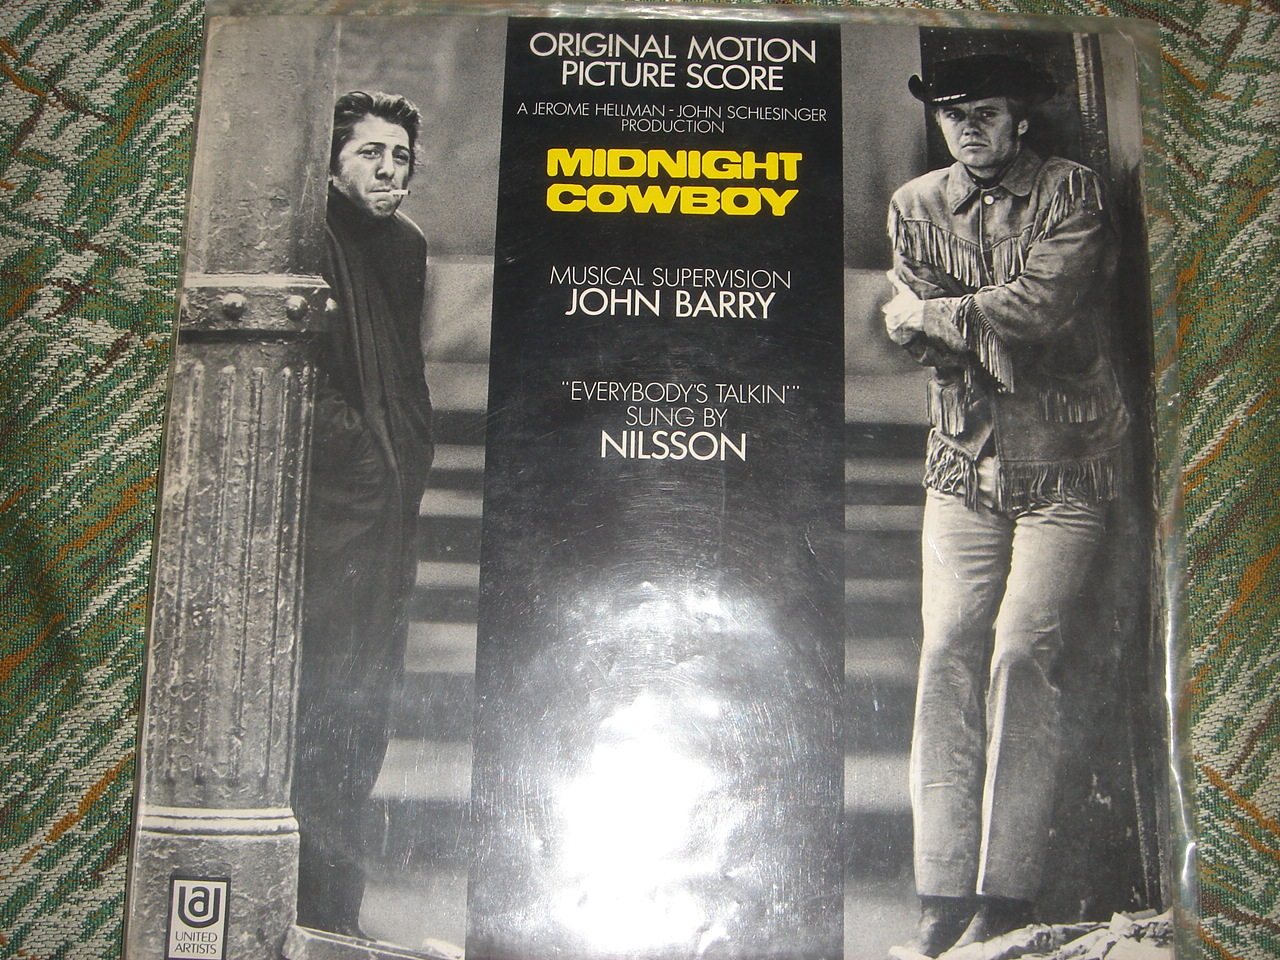 ORIGINAL MOTION
PICTURE SCORE
A JEROME HELLMAN - JOHN SCHLESINGER
PRODUCTION
MIDNIGHT
COWBOY
MUSICAL SUPERVISION
JOHN BARRY
"EVERYBODY'S TALKIN'"
SUNG BY
NILSSON
UA
UNITED
ARTISTS